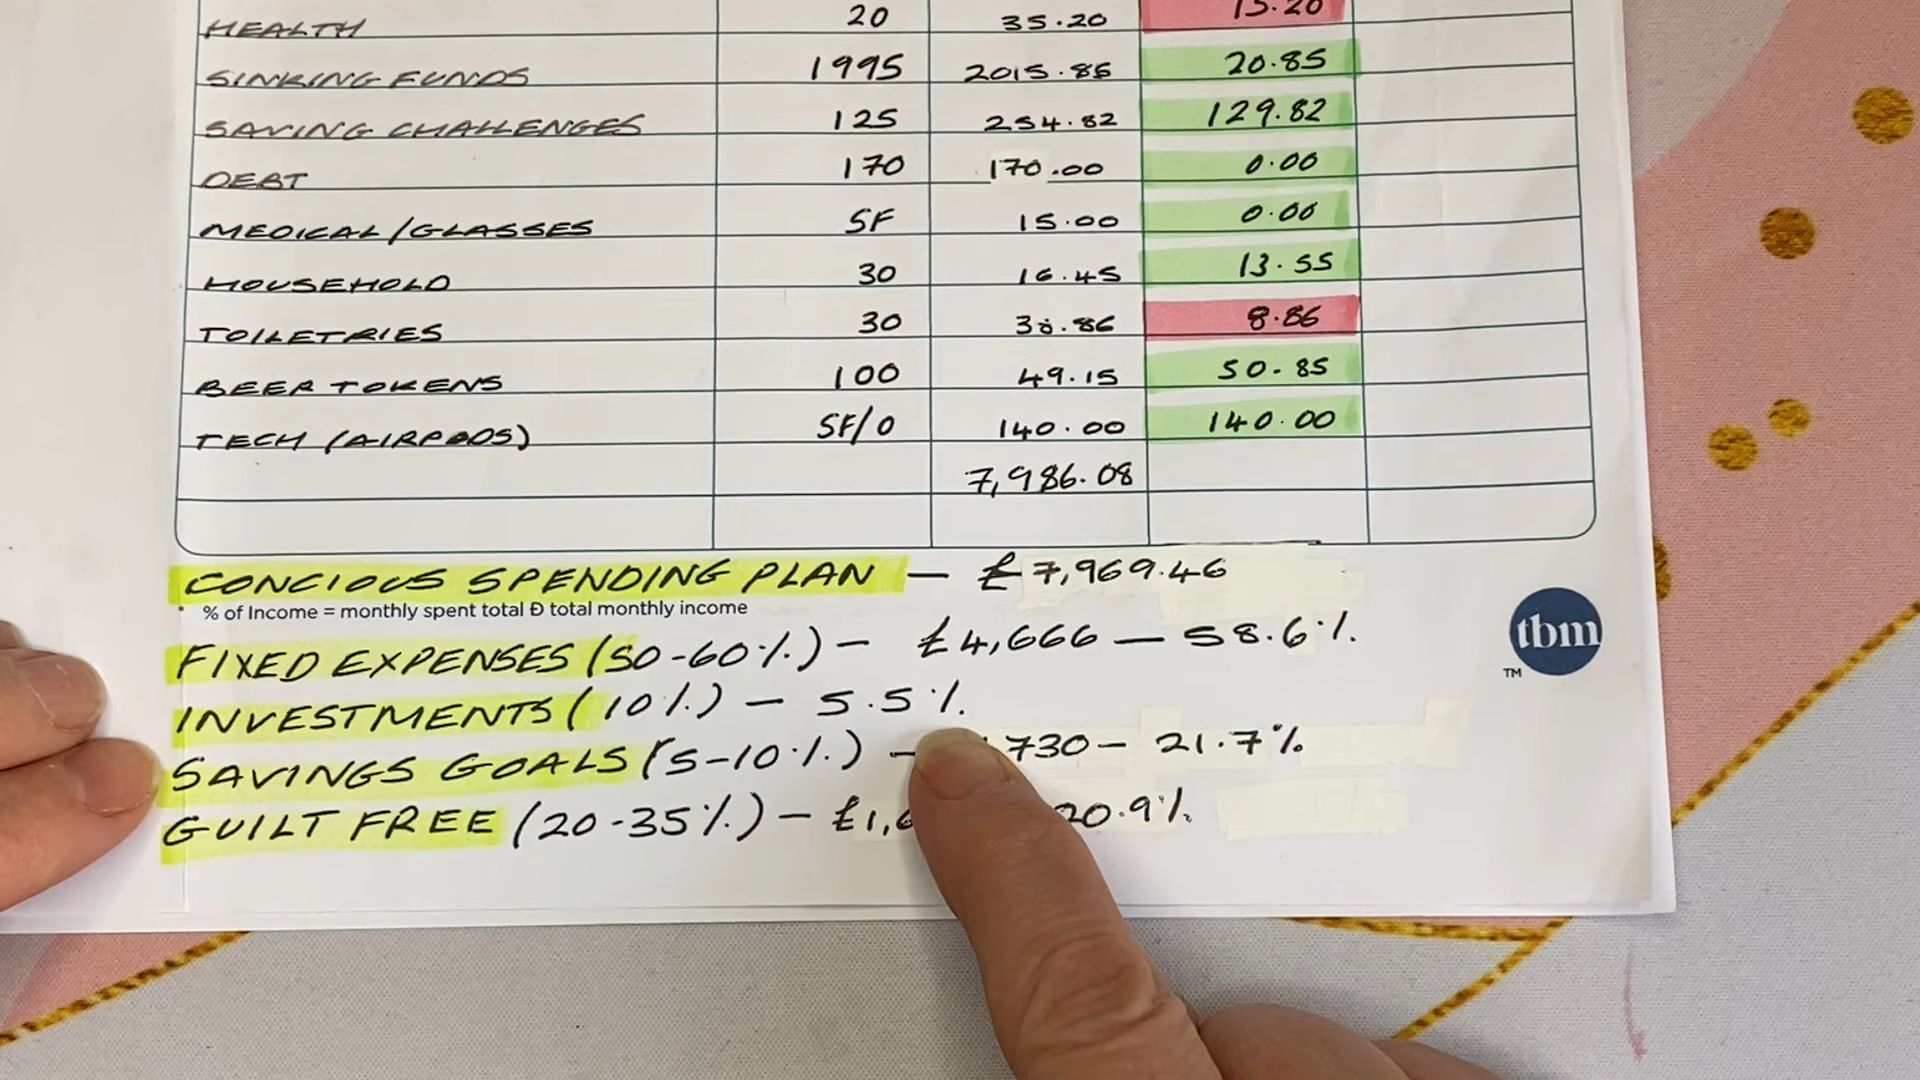 HEALTH 20 35.20 15.20
SINKING FUNDS 1995 2015.85 20.85
SAVING CHALLENGES 125 254.82 129.82
DEBT 170 170.00 0.00
MEDICAL/GLASSES SF 15.00 0.00
HOUSEHOLD 30 16.45 13.55
TOILETRIES 30 38.86 8.86
BEER TOKENS 100 49.15 50.85
TECH (AIRPODS) SF/0 140.00 140.00
7,986.08
CONCIOUS SPENDING PLAN - £7,969.46
* % of Income = monthly spent total Đ total monthly income
FIXED EXPENSES (50-60%) - £4,666 - 58.6%
INVESTMENTS (10%) - 5.5%
SAVINGS GOALS (5-10%) - 730 - 21.7%
GUILT FREE (20-35%) - £1,6 20.9%
tbm
TM